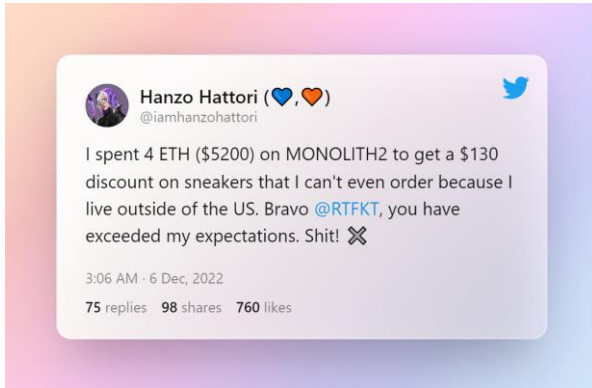 Hanzo Hattori (💙,🧡)
@iamhanzohattori
I spent 4 ETH ($5200) on MONOLITH2 to get a $130
discount on sneakers that I can't even order because I
live outside of the US. Bravo @RTFKT, you have
exceeded my expectations. Shit! ✖
3:06 AM · 6 Dec, 2022
75 replies 98 shares 760 likes